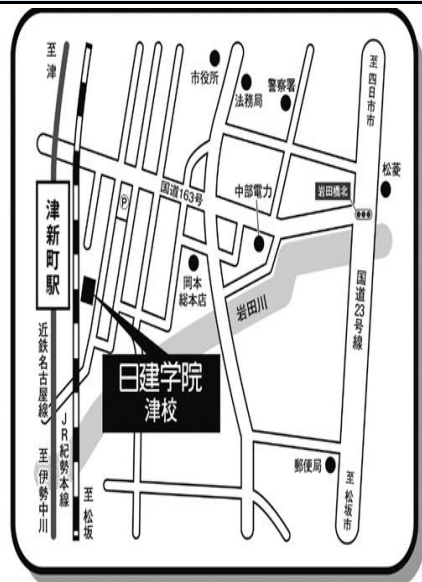 至津
市役所
法務局
警察署
至四日市市
松菱
国道163号
P
中部電力
岩田橋北
津新町駅
岡本
総本店
岩田川
国道23号線
日建学院
津校
近鉄名古屋線
JR紀勢本線
至伊勢中川
至松坂
郵便局
至松坂市